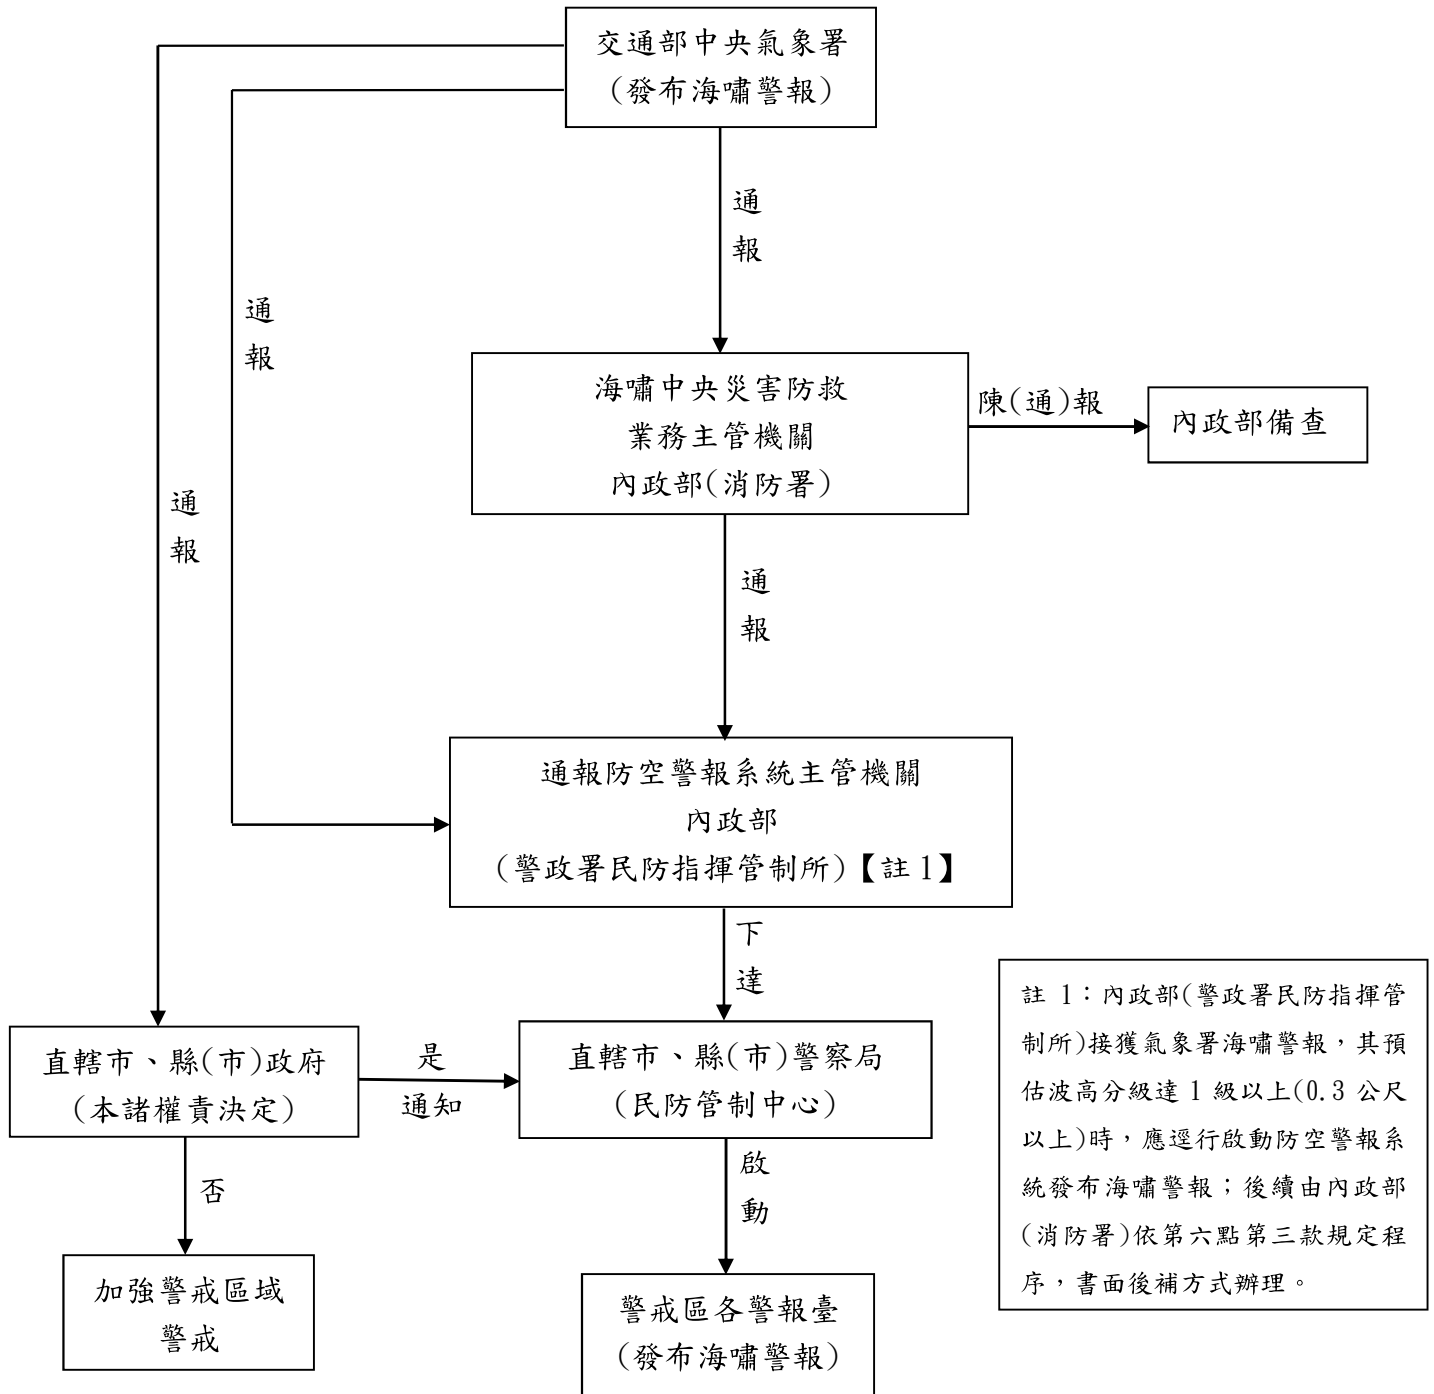 交通部中央氣象署
(發布海嘯警報)
通
報
通
報
通
報
海嘯中央災害防救
業務主管機關
內政部(消防署)
陳(通)報
內政部備查
通
報
通報防空警報系統主管機關
內政部
(警政署民防指揮管制所)【註1】
下
達
直轄市、縣(市)政府
(本諸權責決定)
是
通知
直轄市、縣(市)警察局
(民防管制中心)
否
啟
動
加強警戒區域
警戒
警戒區各警報臺
(發布海嘯警報)
註 1：內政部(警政署民防指揮管
制所)接獲氣象署海嘯警報，其預
估波高分級達 1 級以上(0.3 公尺
以上)時，應逕行啟動防空警報系
統發布海嘯警報；後續由內政部
(消防署)依第六點第三款規定程
序，書面後補方式辦理。